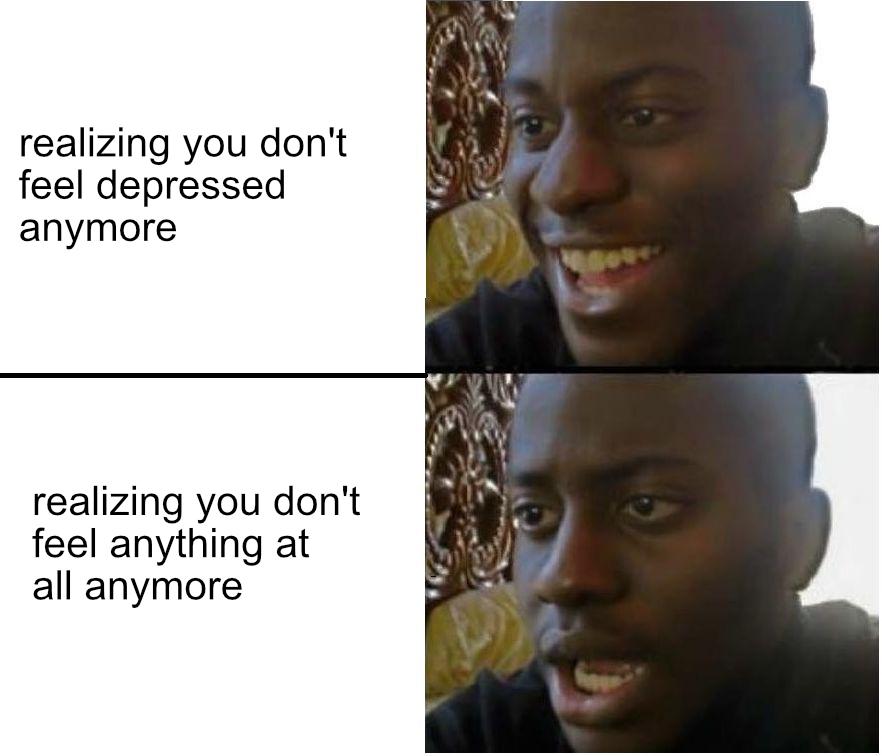 realizing you don't
feel depressed
anymore
realizing you don't
feel anything at
all anymore